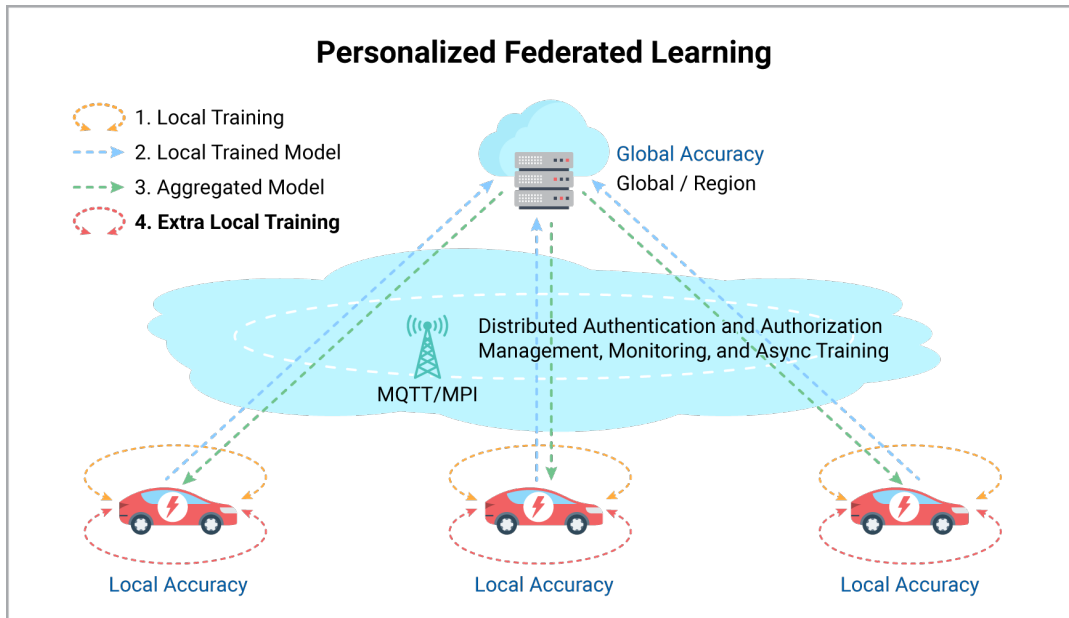 Personalized Federated Learning
1. Local Training
2. Local Trained Model
3. Aggregated Model
4. Extra Local Training
Global Accuracy
Global / Region
Distributed Authentication and Authorization
Management, Monitoring, and Async Training
MQTT/MPI
Local Accuracy
Local Accuracy
Local Accuracy